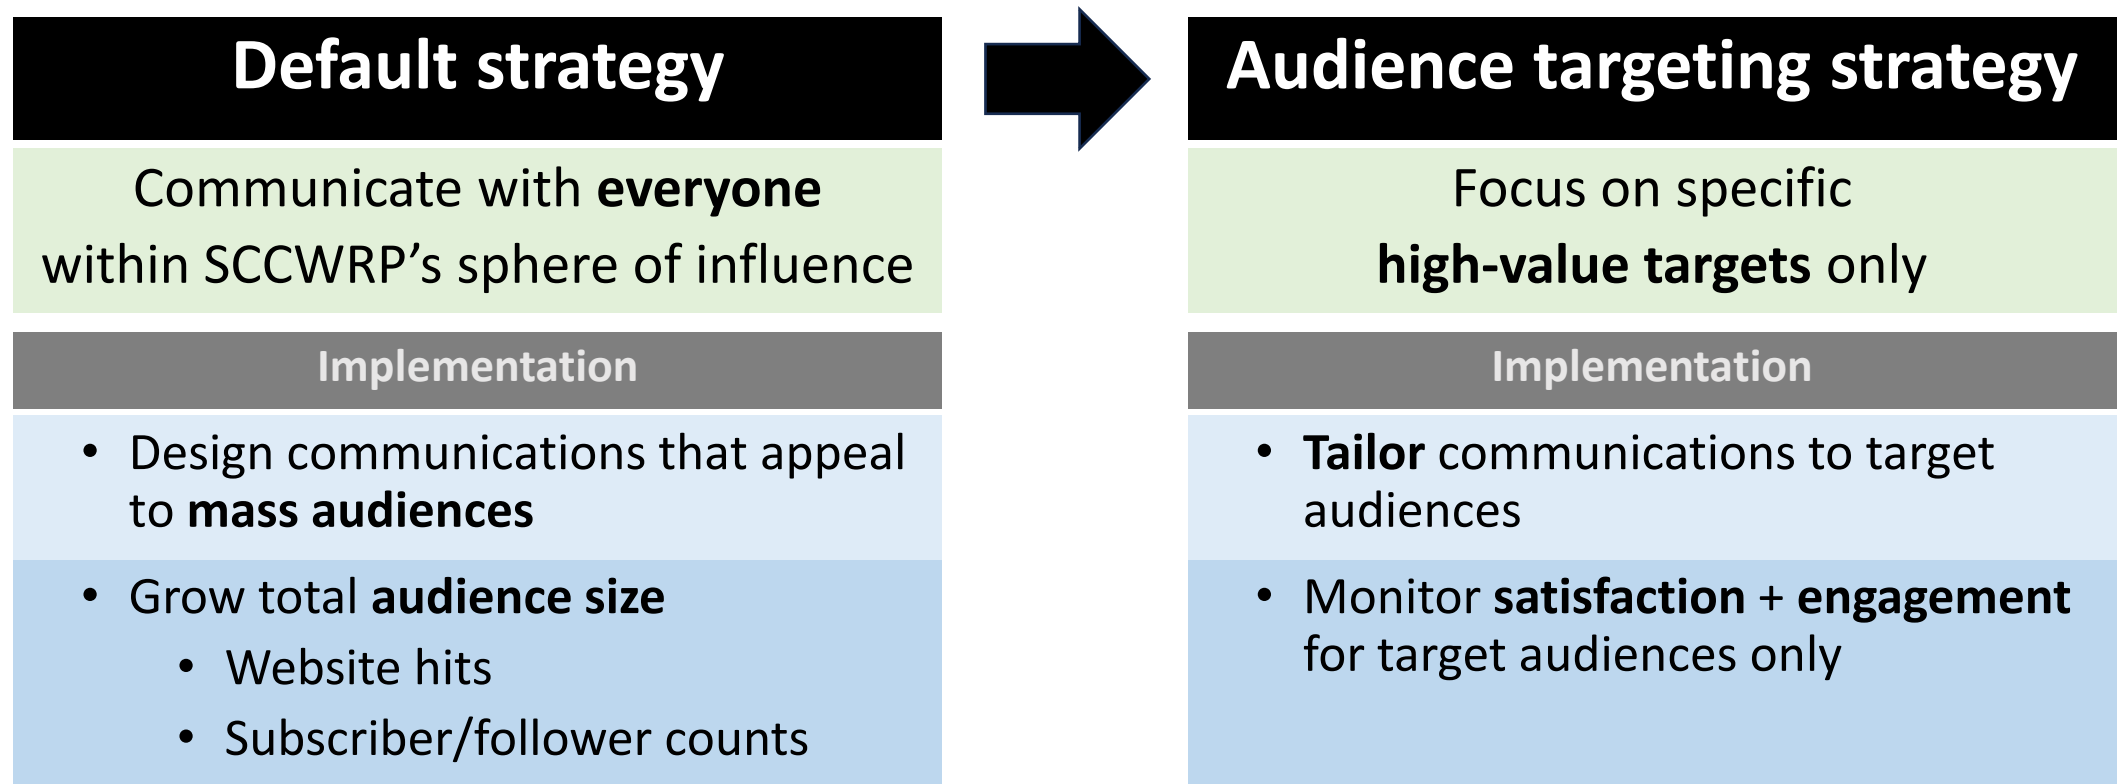 Default strategy
Communicate with everyone
within SCCWRP’s sphere of influence
Implementation
• Design communications that appeal
to mass audiences
• Grow total audience size
• Website hits
• Subscriber/follower counts
Audience targeting strategy
Focus on specific
high-value targets only
Implementation
• Tailor communications to target
audiences
• Monitor satisfaction + engagement
for target audiences only